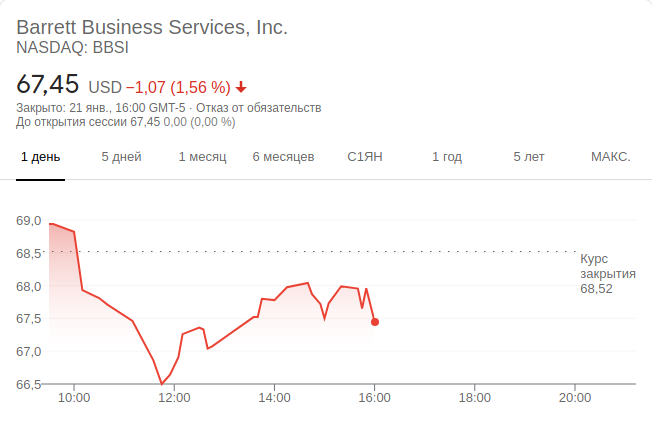 Barrett Business Services, Inc.
NASDAQ: BBSI
67,45 USD −1,07 (1,56 %)
Закрыто: 21 янв., 16:00 GMT-5 · Отказ от обязательств
До открытия сессии 67,45 0,00 (0,00 %)
1 день 5 дней 1 месяц 6 месяцев С1ЯН 1 год 5 лет МАКС.
69,0
68,5
Курс
закрытия
68,52
68,0
67,5
67,0
66,5
10:00 12:00 14:00 16:00 18:00 20:00